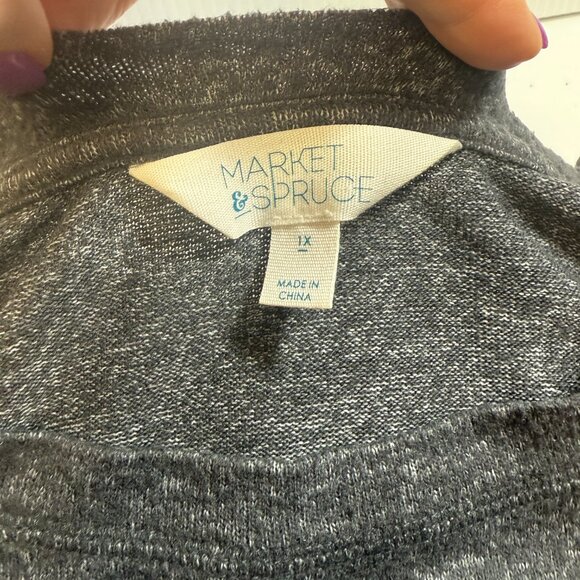 MARKET
& SPRUCE
1X
MADE IN
CHINA